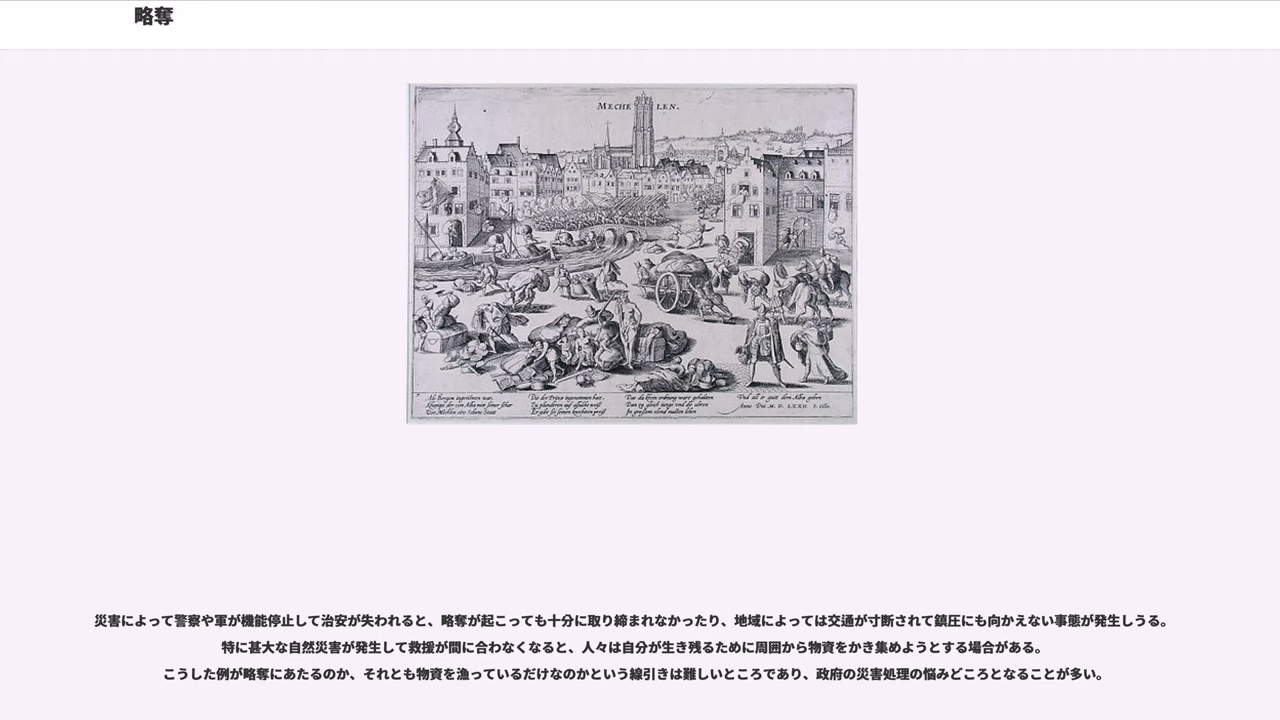 略奪
MECHELEN.
災害によって警察や軍が機能停止して治安が失われると、略奪が起こっても十分に取り締まれなかったり、地域によっては交通が寸断されて鎮圧にも向かえない事態が発生しうる。
特に甚大な自然災害が発生して救援が間に合わなくなると、人々は自分が生き残るために周囲から物資をかき集めようとする場合がある。
こうした例が略奪にあたるのか、それとも物資を漁っているだけなのかという線引きは難しいところであり、政府の災害処理の悩みどころとなることが多い。